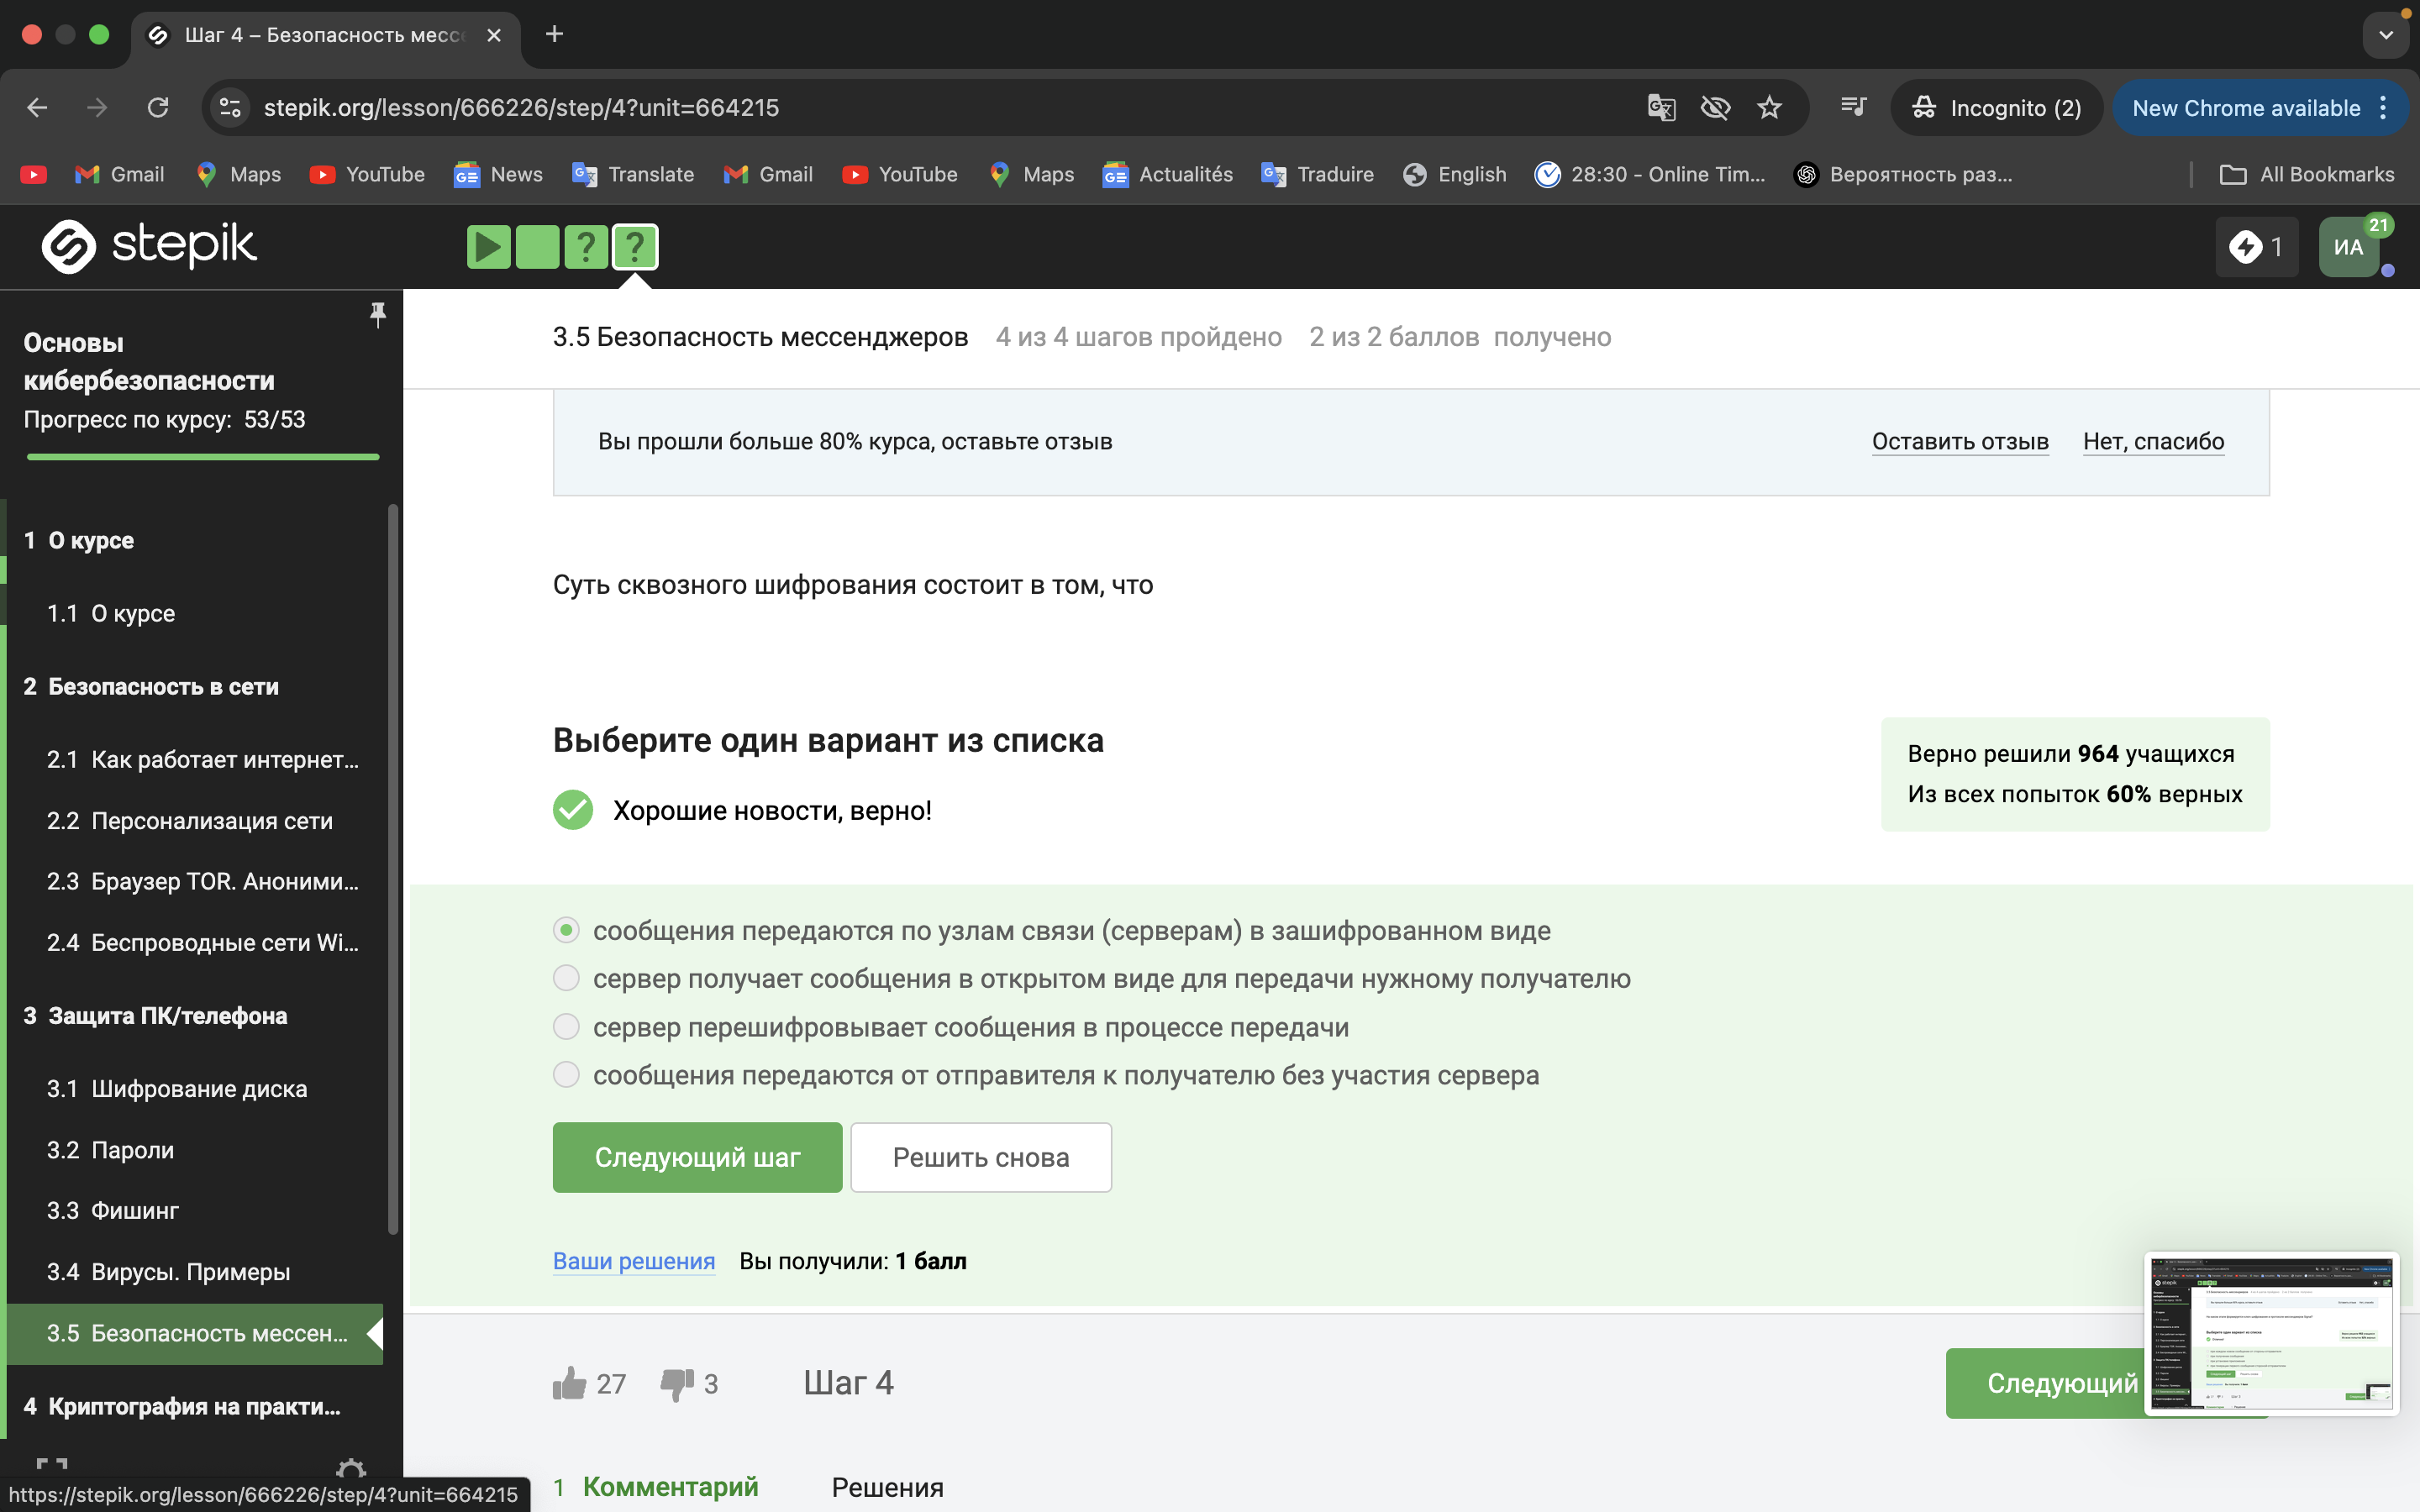 Шаг 4 – Безопасность месс
stepik.org/lesson/666226/step/4?unit=664215
Incognito (2)
New Chrome available
Gmail
Maps
YouTube
News
Translate
Gmail
YouTube
Maps
Actualités
Traduire
English
28:30 - Online Tim...
Вероятность раз...
All Bookmarks
stepik
? ?
1
ИА
21
Основы
кибербезопасности
Прогресс по курсу: 53/53
1 О курсе
1.1 О курсе
2 Безопасность в сети
2.1 Как работает интернет...
2.2 Персонализация сети
2.3 Браузер TOR. Анонимі...
2.4 Беспроводные сети Wi...
3 Защита ПК/телефона
3.1 Шифрование диска
3.2 Пароли
3.3 Фишинг
3.4 Вирусы. Примеры
3.5 Безопасность мессен...
4 Криптография на практи...
https://stepik.org/lesson/666226/step/4?unit=664215
3.5 Безопасность мессенджеров 4 из 4 шагов пройдено 2 из 2 баллов получено
Вы прошли больше 80% курса, оставьте отзыв
Оставить отзыв
Нет, спасибо
Суть сквозного шифрования состоит в том, что
Выберите один вариант из списка
Хорошие новости, верно!
Верно решили 964 учащихся
Из всех попыток 60% верных
сообщения передаются по узлам связи (серверам) в зашифрованном виде
сервер получает сообщения в открытом виде для передачи нужному получателю
сервер перешифровывает сообщения в процессе передачи
сообщения передаются от отправителя к получателю без участия сервера
Следующий шаг
Решить снова
Ваши решения Вы получили: 1 балл
27
3
Шаг 4
Следующий
1 Комментарий
Решения